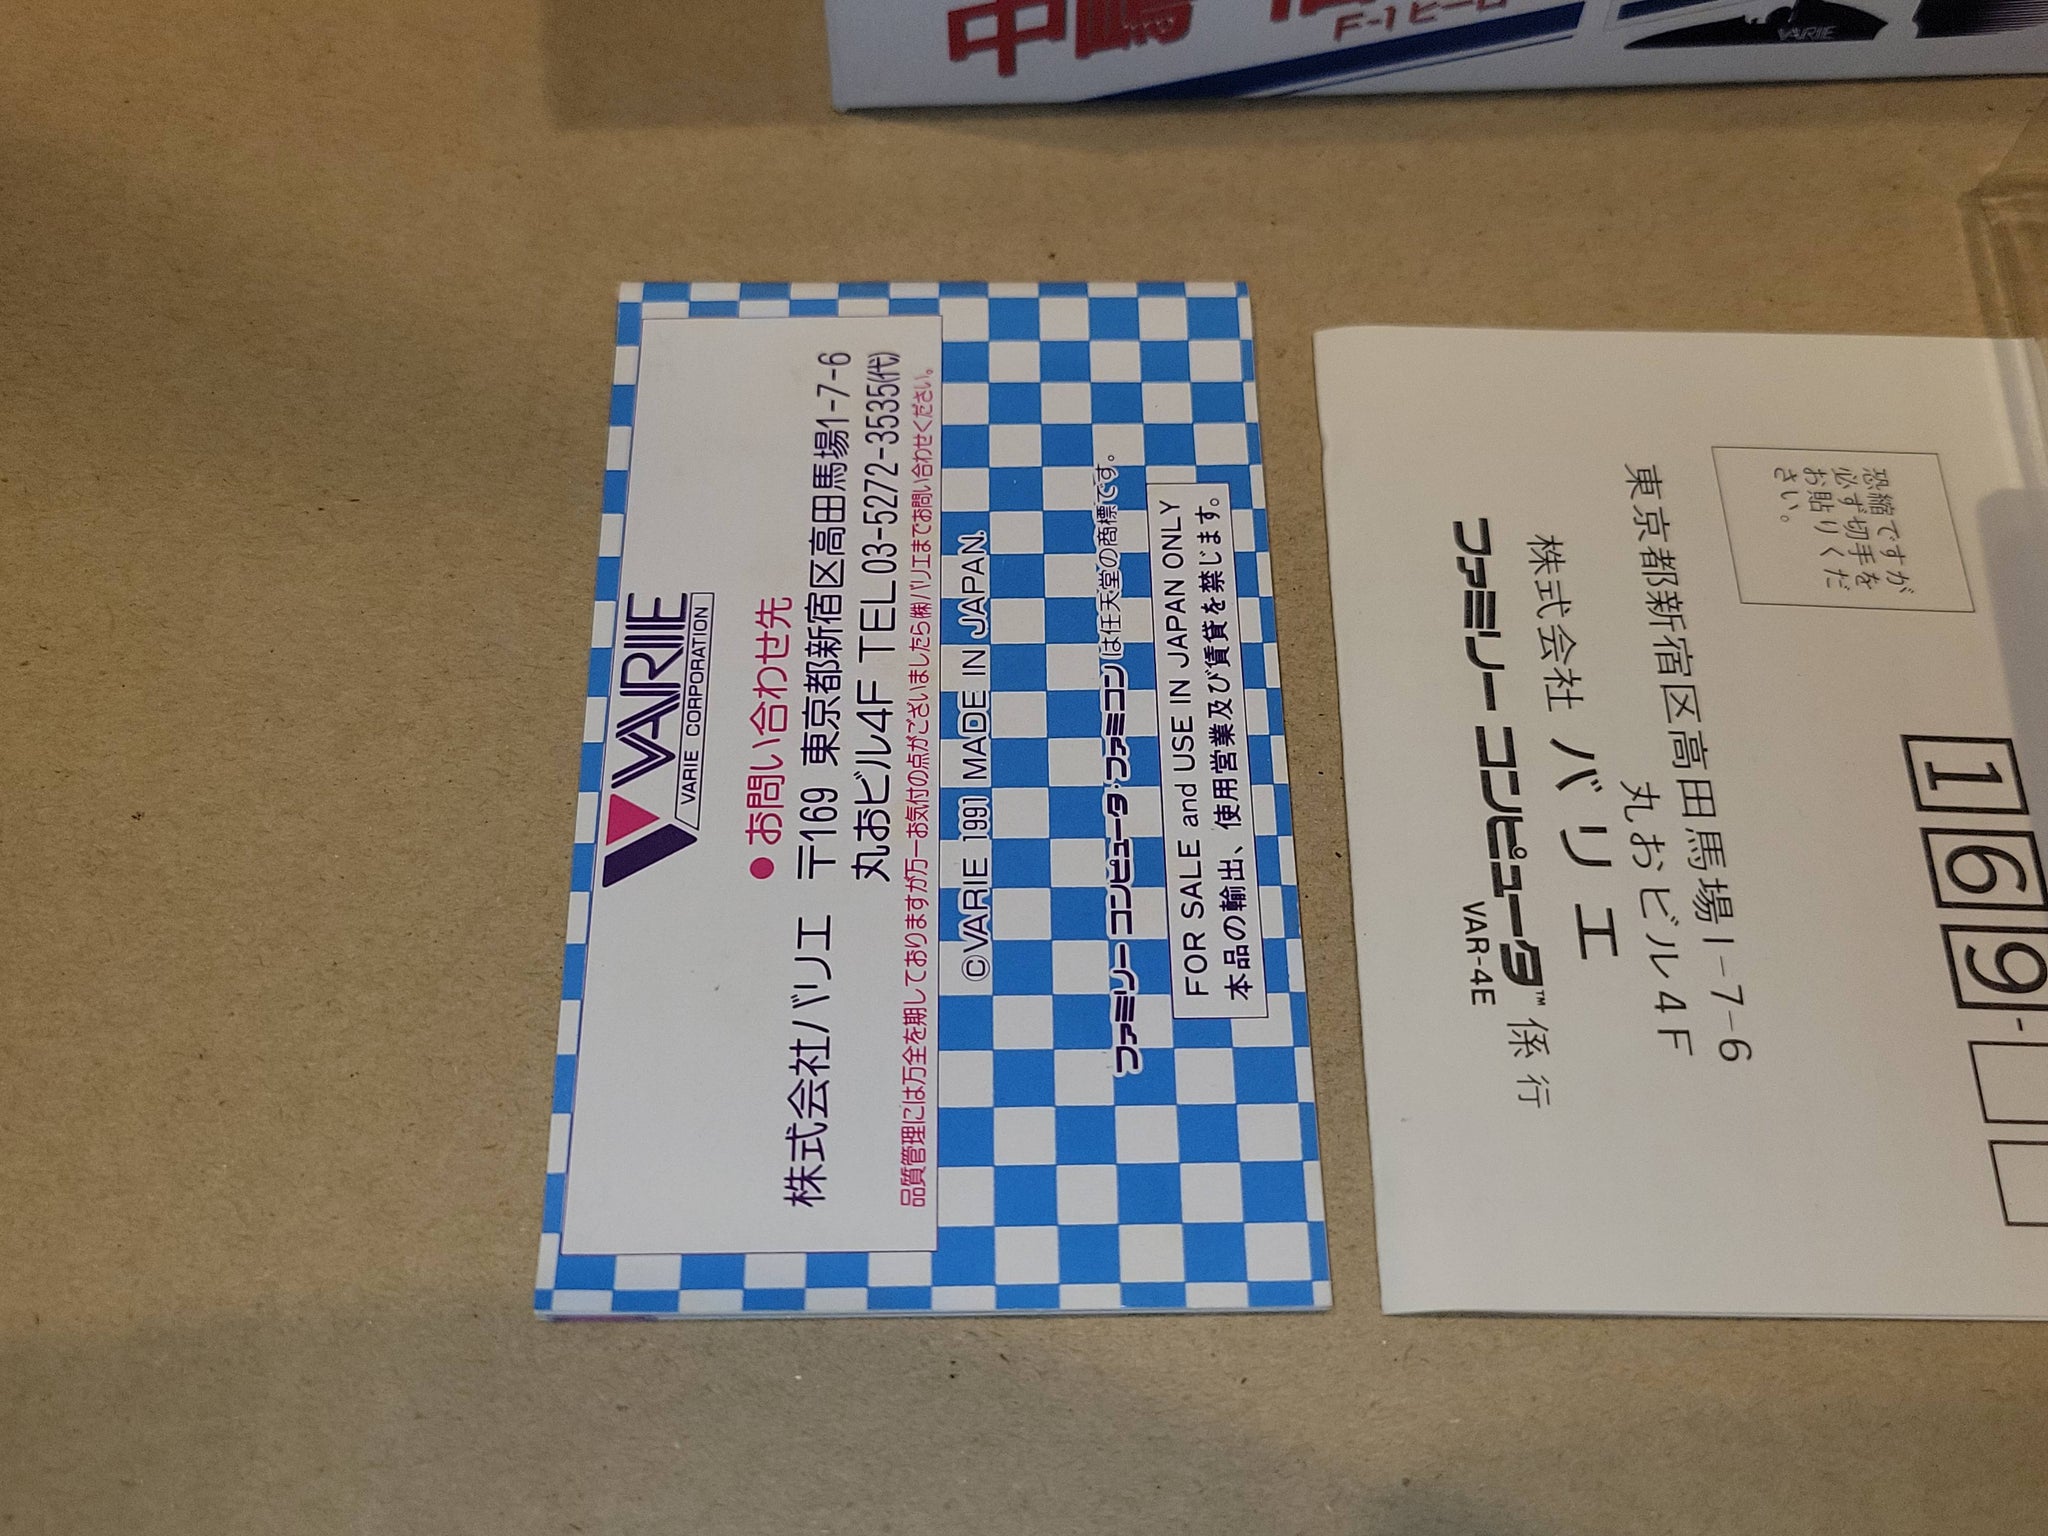 中嶋
F-1ヒーロ
VARIE
VARIE
VARIE CORPORATION
●お問い合わせ先
株式会社バリエ 〒169 東京都新宿区高田馬場1-7-6
丸おビル4F TEL03-5272-3535(代)
品質管理には万全を期しておりますが万一お気付の点がございましたら(株)バリエまでお問い合わせください。
©VARIE 1991 MADE IN JAPAN.
ファミリーコンピュータ・ファミコンは任天堂の商標です。
FOR SALE and USE IN JAPAN ONLY
本品の輸出、使用営業及び賃貸を禁じます。
169-
恐縮ですが
必ず切手を
お貼りくだ
さい。
東京都新宿区高田馬場1-7-6
丸おビル4F
株式会社 バリエ
ファミリーコンピュータ™係 行
VAR-4E